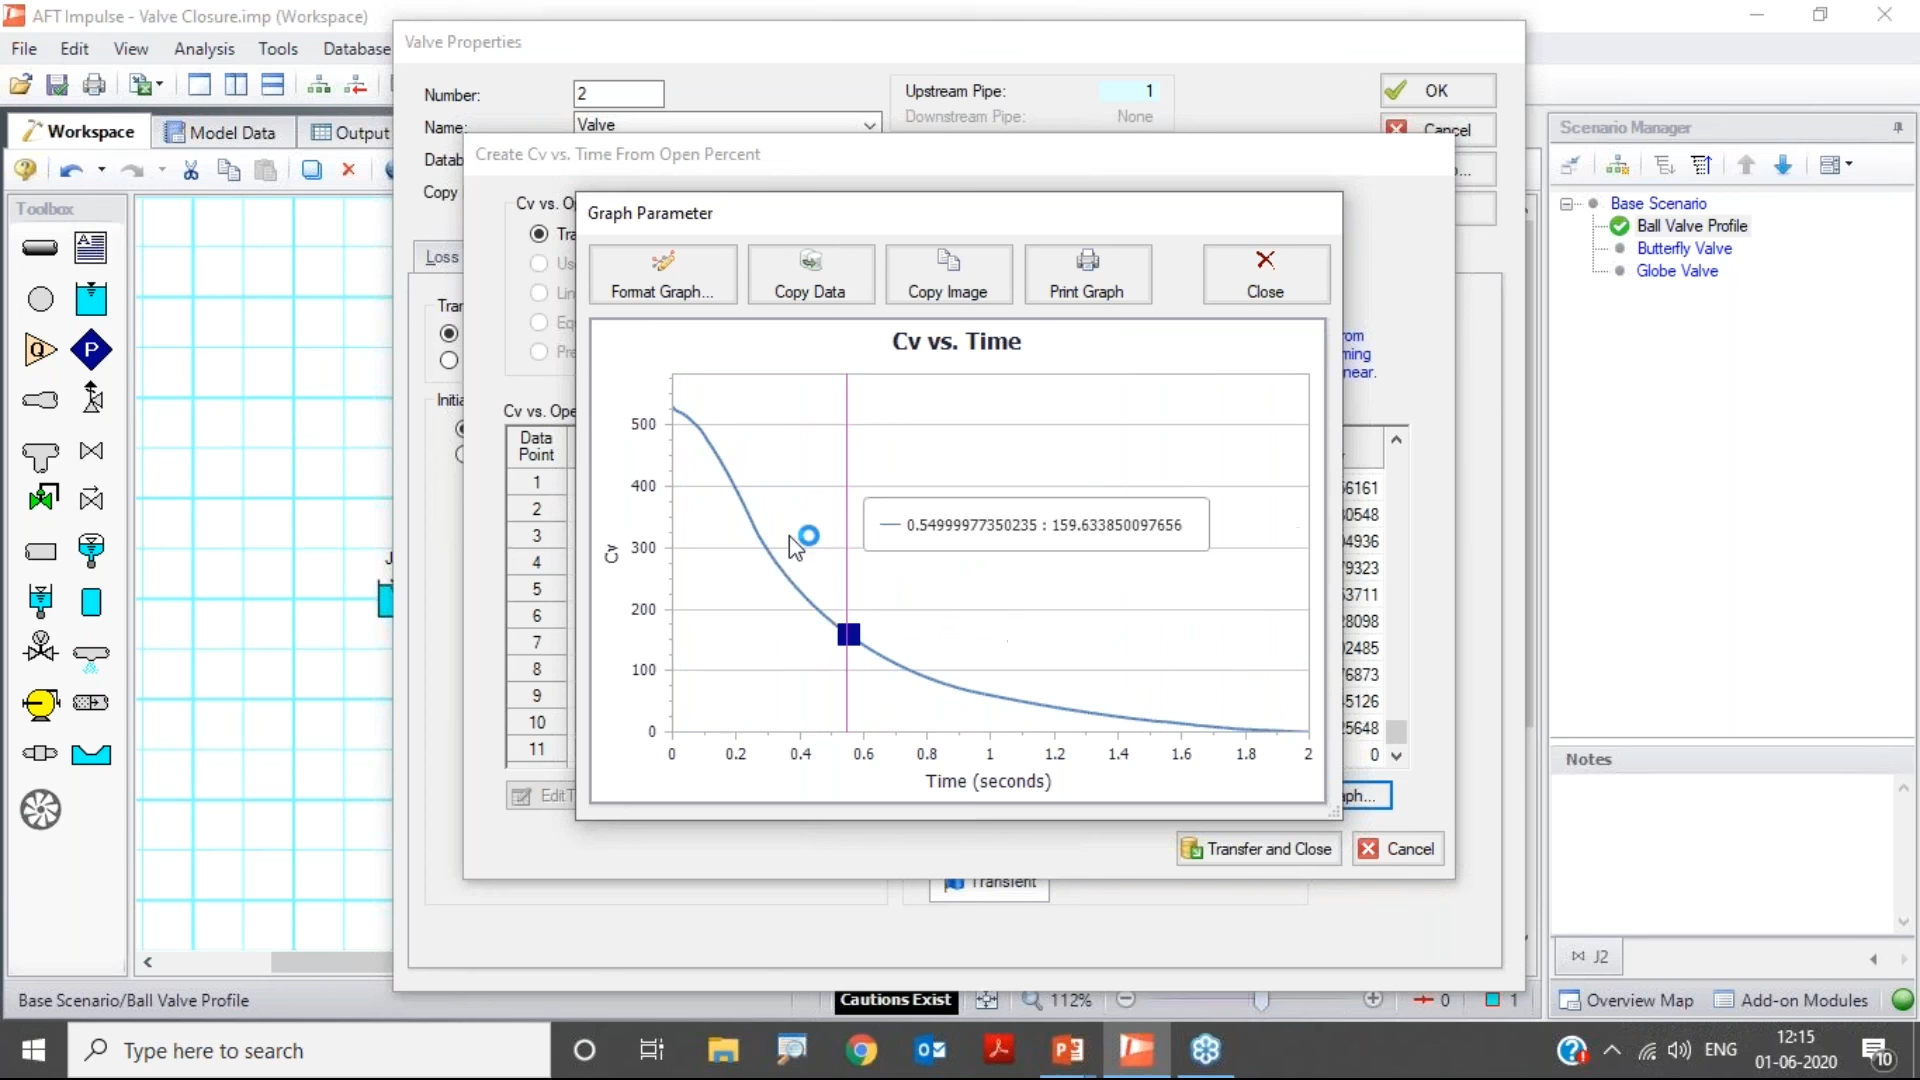 AFT Impulse - Valve Closure.imp (Workspace)
File Edit View Analysis Tools Database
Workspace Model Data Output
Toolbox
Valve Properties
Number: 2
Name: Valve
Upstream Pipe: 1
Downstream Pipe: None
OK
Cancel
Copy
Loss
Create Cv vs. Time From Open Percent
Graph Parameter
Format Graph...
Copy Data
Copy Image
Print Graph
Close
Cv vs. Time
500
400
300
200
100
0
Cv
0.54999977350235 : 159.633850097656
0 0.2 0.4 0.6 0.8 1 1.2 1.4 1.6 1.8 2
Time (seconds)
Data
Point
1
2
3
4
5
6
7
8
9
10
11
0
Transfer and Close
Cancel
Transient
Scenario Manager
Base Scenario
Ball Valve Profile
Butterfly Valve
Globe Valve
Notes
J2
Overview Map Add-on Modules
Base Scenario/Ball Valve Profile
Cautions Exist
112%
0
1
Type here to search
ENG
12:15
01-06-2020
10